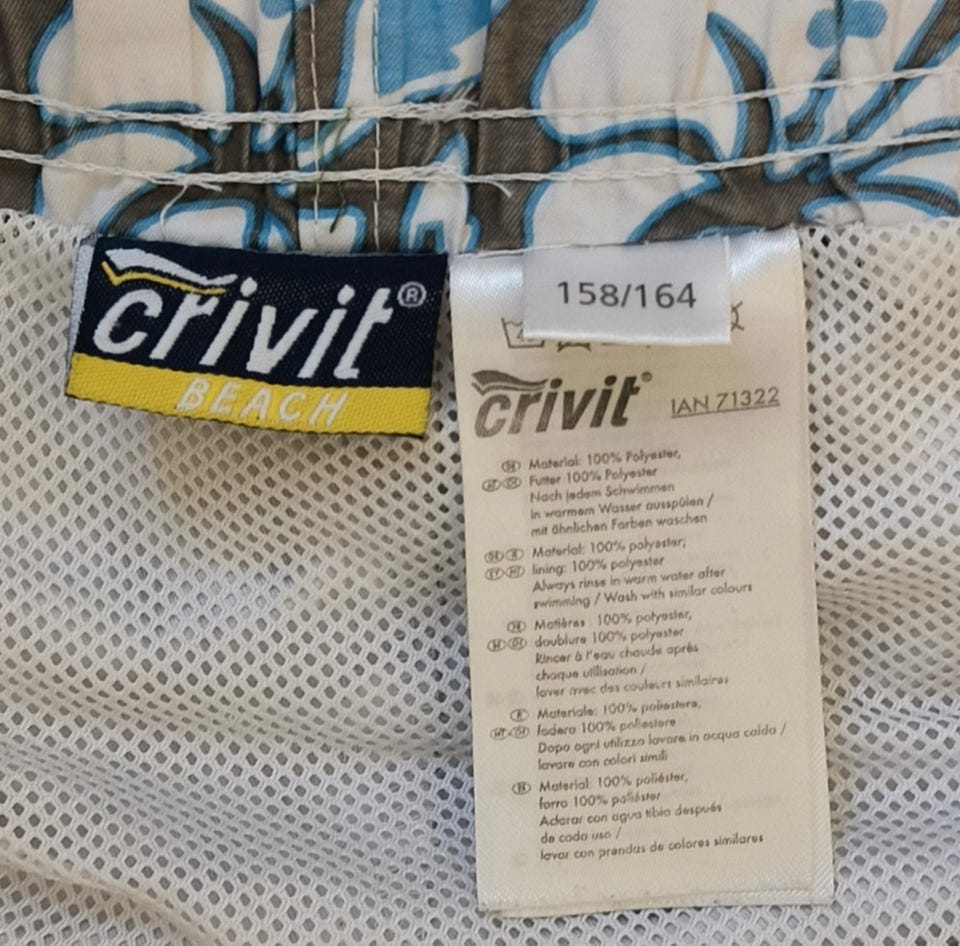 crivit®
BEACH
158/164
crivit®
IAN 71322
Material: 100% Polyester,
Futter 100% Polyester
Nach jedem Schwimmen
in warmem Wasser ausspülen /
mit ähnlichen Farben waschen
Material: 100% polyester,
lining: 100% polyester
Always rinse in warm water after
swimming / Wash with similar colours
Matières : 100% polyester,
doublure 100% polyester
Rincer à l'eau chaude après
chaque utilisation /
laver avec des couleurs similaires
Materiale: 100% poliestere,
fodera 100% poliestere
Dopo ogni utilizzo lavare in acqua calda /
lavare con colori simili
Material: 100% poliéster,
forro 100% poliéster
Aclarar con agua tibia después
de cada uso /
lavar con prendas de colores similares